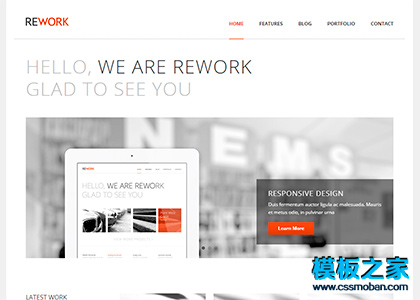 REWORK
HOME FEATURES BLOG PORTFOLIO CONTACT
HELLO, WE ARE REWORK
GLAD TO SEE YOU
NEMS
REWORK
HELLO, WE ARE REWORK
GLAD TO SEE YOU
RESPONSIVE DESIGN
Duis fermentum auctor ligula ac malesuada. Mauris
et metus odio, in pulvinar urna
Learn More
模板之家
www.cssmoban.com
LATEST WORK